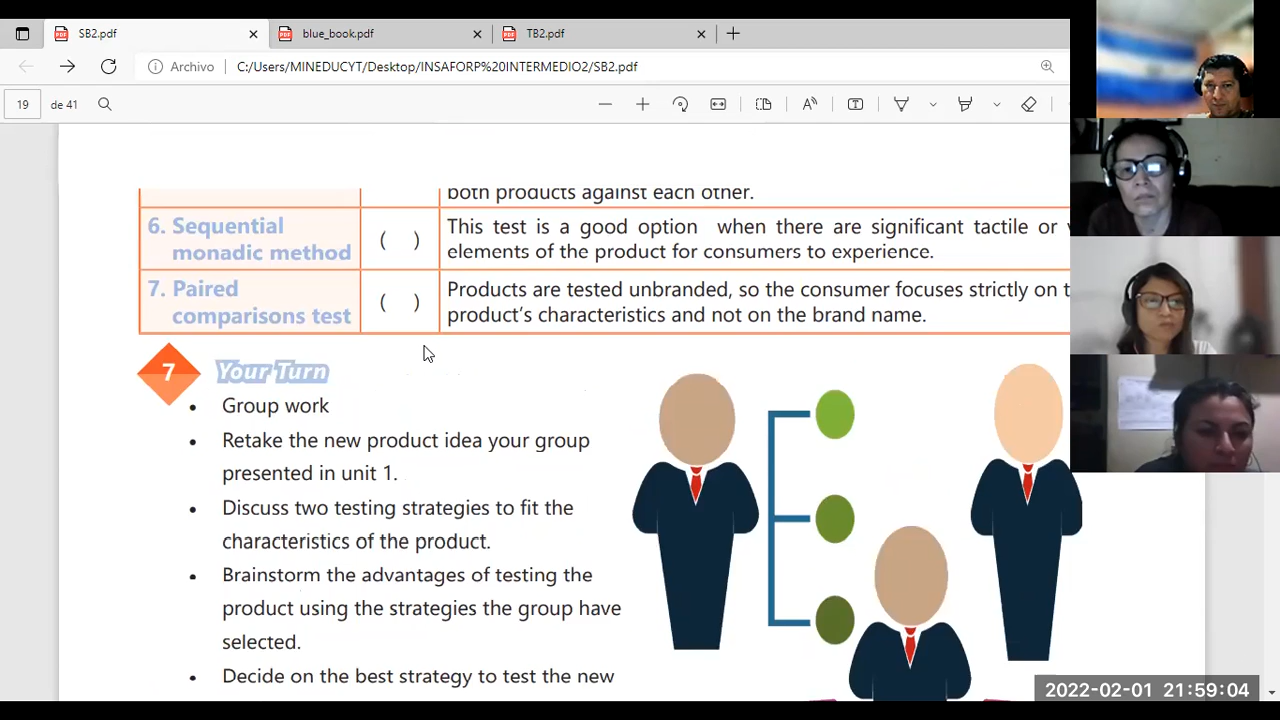 SB2.pdf
blue_book.pdf
TB2.pdf
Archivo C:/Users/MINEDUCYT/Desktop/INSAFORP%20INTERMEDIO2/SB2.pdf
19 de 41
both products against each other.
6. Sequential monadic method ( ) This test is a good option when there are significant tactile or
elements of the product for consumers to experience.
7. Paired comparisons test ( ) Products are tested unbranded, so the consumer focuses strictly on
product's characteristics and not on the brand name.
7 Your Turn
• Group work
• Retake the new product idea your group
presented in unit 1.
• Discuss two testing strategies to fit the
characteristics of the product.
• Brainstorm the advantages of testing the
product using the strategies the group have
selected.
• Decide on the best strategy to test the new
2022-02-01 21:59:04